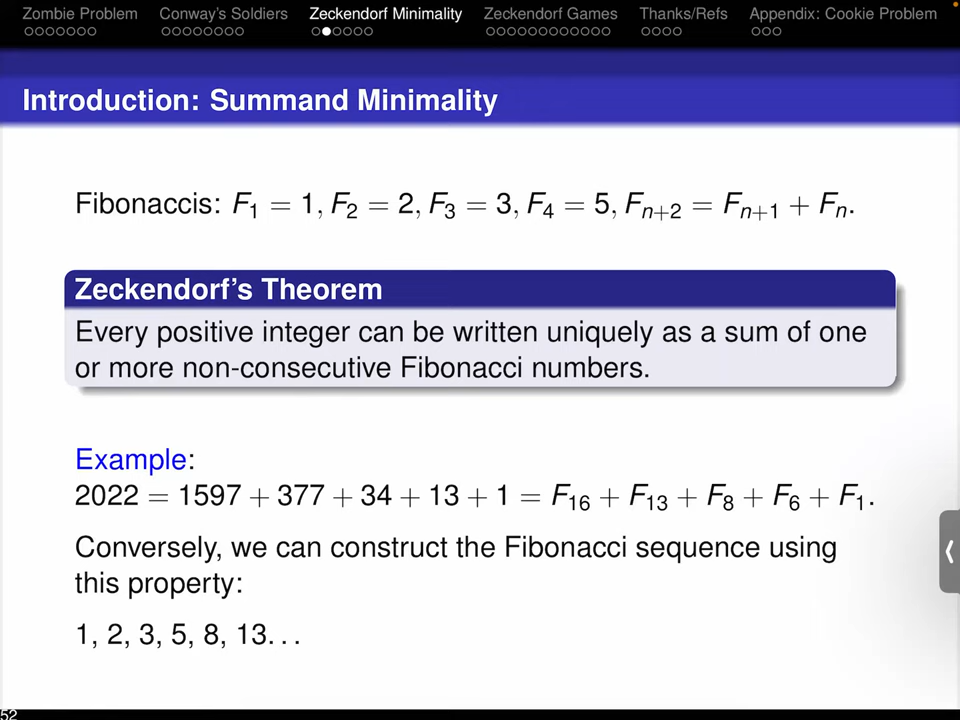 Zombie Problem Conway's Soldiers Zeckendorf Minimality Zeckendorf Games Thanks/Refs Appendix: Cookie Problem
Introduction: Summand Minimality
Fibonaccis: F₁ = 1, F₂ = 2, F₃ = 3, F₄ = 5, Fₙ₊₂ = Fₙ₊₁ + Fₙ.
Zeckendorf's Theorem
Every positive integer can be written uniquely as a sum of one
or more non-consecutive Fibonacci numbers.
Example:
2022 = 1597 + 377 + 34 + 13 + 1 = F₁₆ + F₁₃ + F₈ + F₆ + F₁.
Conversely, we can construct the Fibonacci sequence using
this property:
1, 2, 3, 5, 8, 13...
52